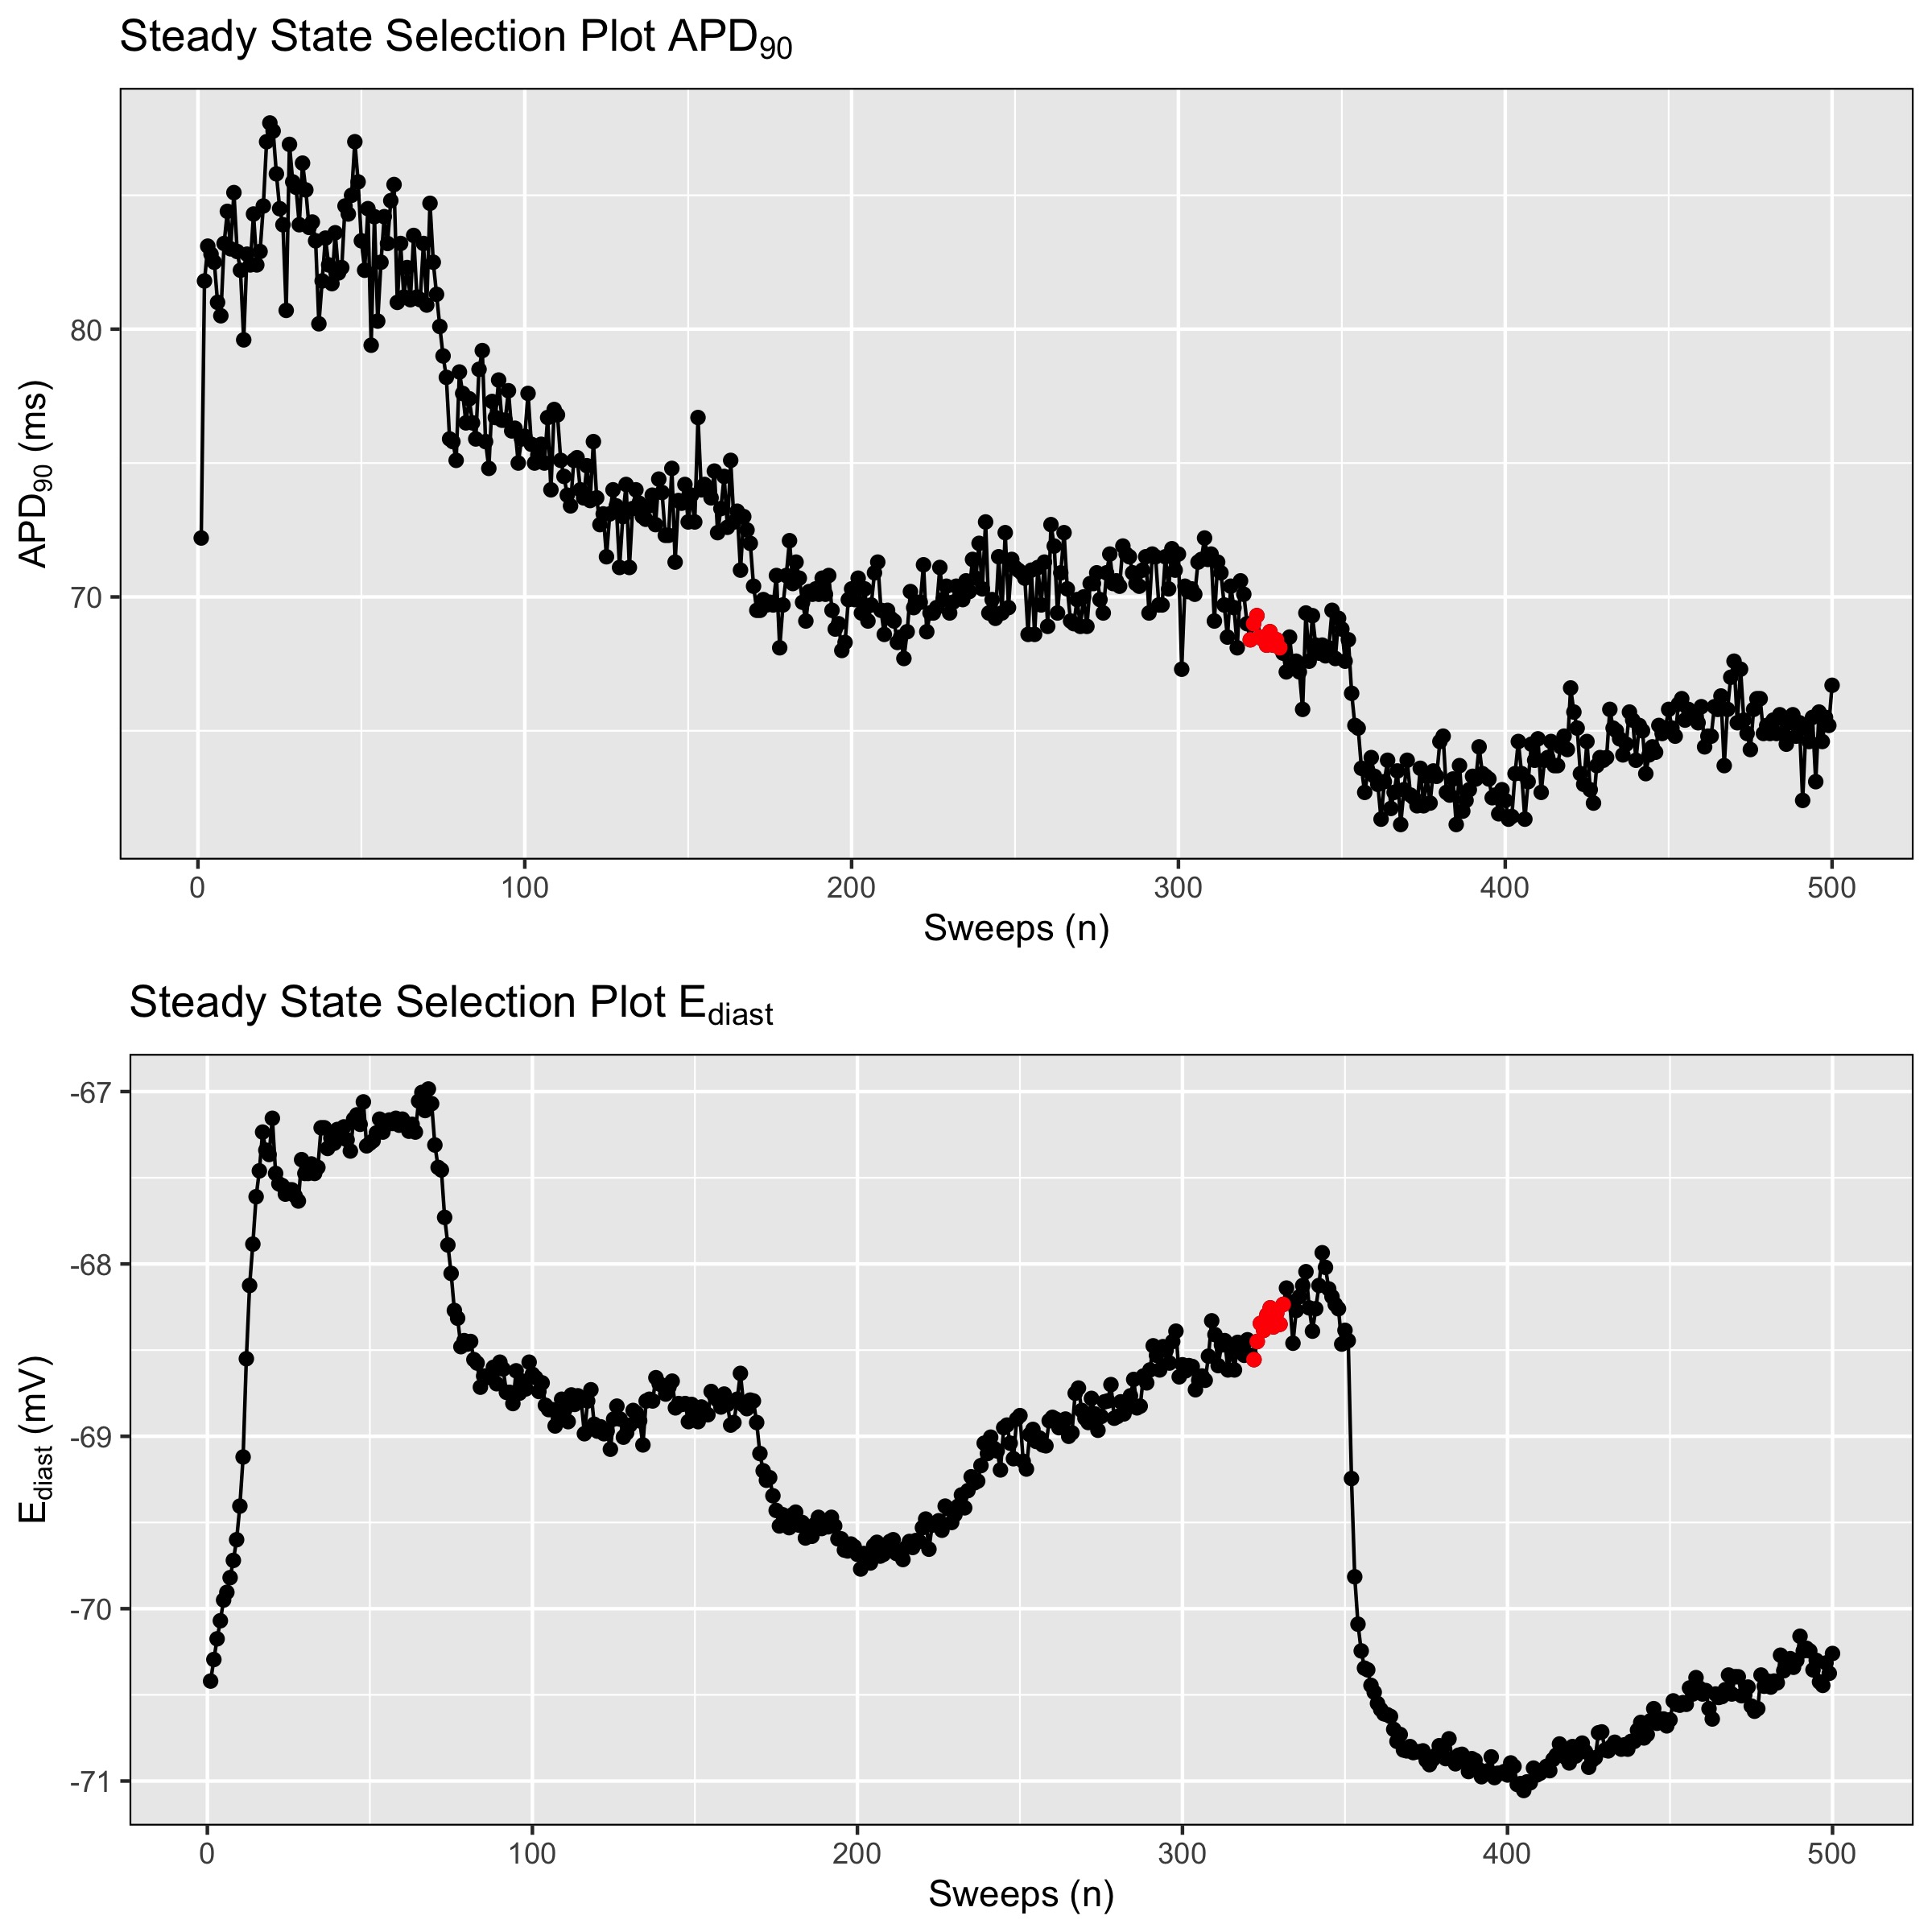 Steady State Selection Plot APD90
APD90 (ms)
80
70
0 100 200 300 400 500
Sweeps (n)
Steady State Selection Plot Ediast
Ediast (mV)
-67
-68
-69
-70
-71
0 100 200 300 400 500
Sweeps (n)